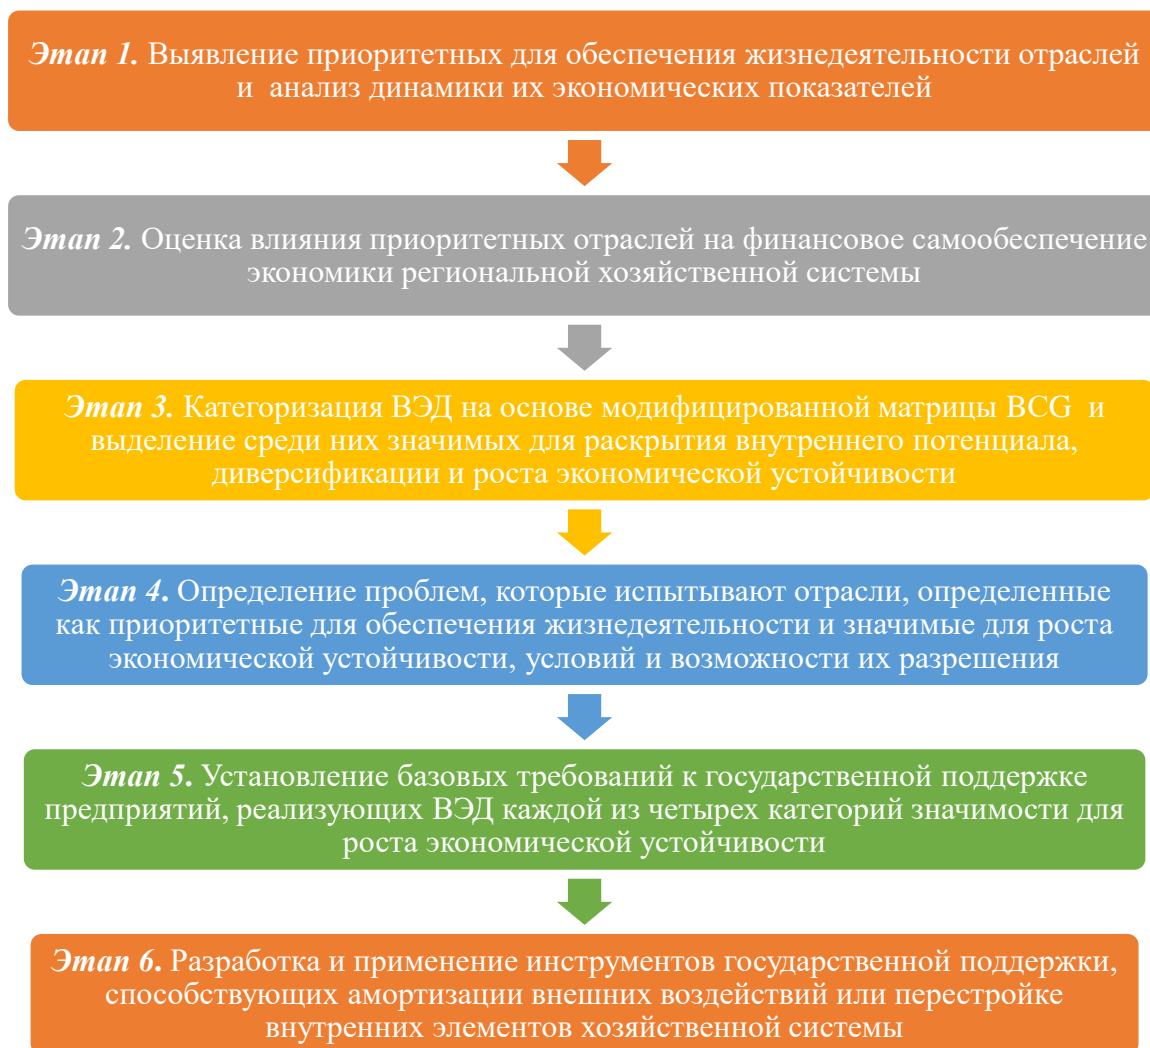 Этап 1. Выявление приоритетных для обеспечения жизнедеятельности отраслей
и  анализ динамики их экономических показателей
Этап 2. Оценка влияния приоритетных отраслей на финансовое самообеспечение
экономики региональной хозяйственной системы
Этап 3. Категоризация ВЭД на основе модифицированной матрицы BCG  и
выделение среди них значимых для раскрытия внутреннего потенциала,
диверсификации и роста экономической устойчивости
Этап 4. Определение проблем, которые испытывают отрасли, определенные
как приоритетные для обеспечения жизнедеятельности и значимые для роста
экономической устойчивости, условий и возможности их разрешения
Этап 5. Установление базовых требований к государственной поддержке
предприятий, реализующих ВЭД каждой из четырех категорий значимости для
роста экономической устойчивости
Этап 6. Разработка и применение инструментов государственной поддержки,
способствующих амортизации внешних воздействий или перестройке
внутренних элементов хозяйственной системы